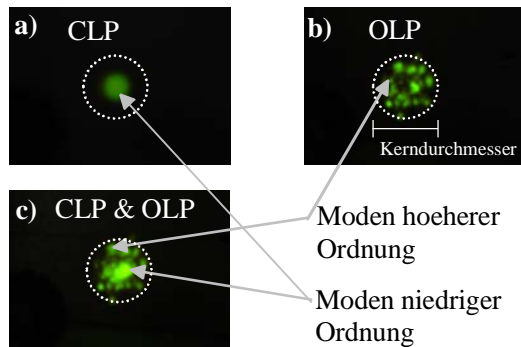 a) CLP
b) OLP
Kerndurchmesser
c) CLP & OLP
Moden hoeherer
Ordnung
Moden niedriger
Ordnung